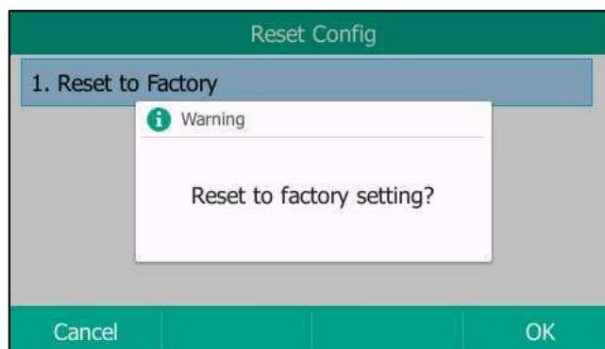 Reset Config
1. Reset to Factory
Warning
Reset to factory setting?
Cancel OK